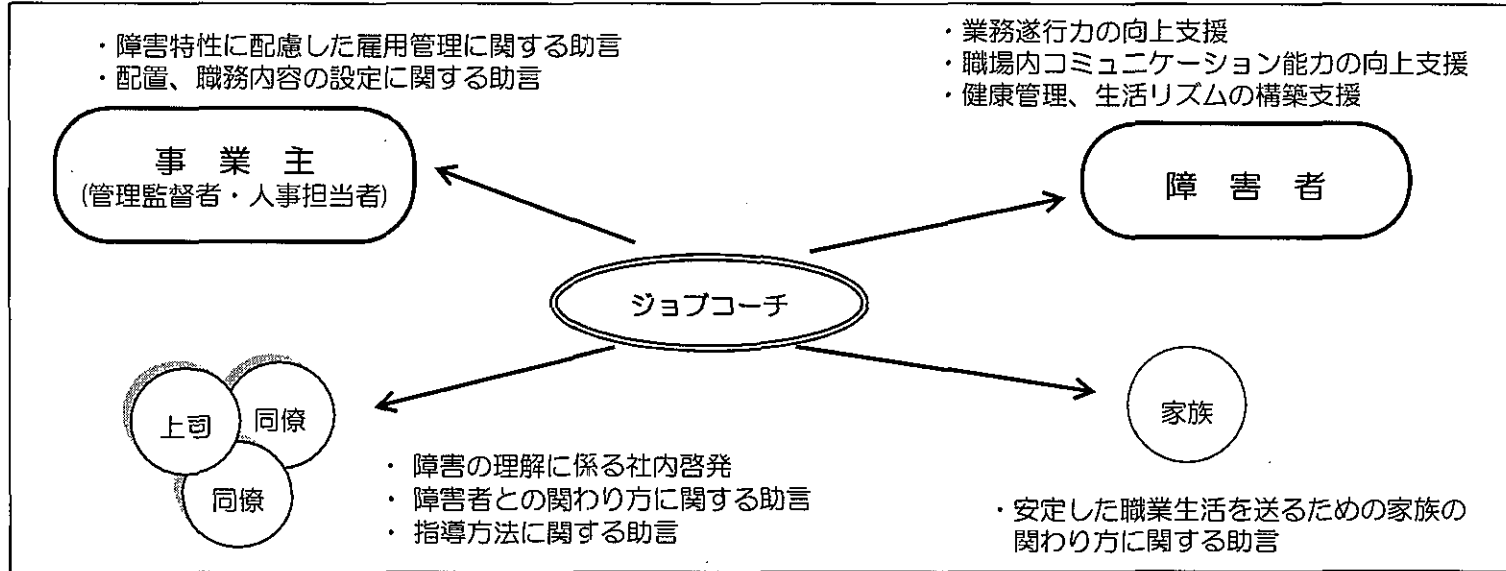 ・障害特性に配慮した雇用管理に関する助言
・配置、職務内容の設定に関する助言
事 業 主
(管理監督者・人事担当者)
・業務遂行力の向上支援
・職場内コミュニケーション能力の向上支援
・健康管理、生活リズムの構築支援
障 害 者
ジョブコーチ
上司
同僚
同僚
・ 障害の理解に係る社内啓発
・ 障害者との関わり方に関する助言
・ 指導方法に関する助言
家族
・安定した職業生活を送るための家族の
関わり方に関する助言